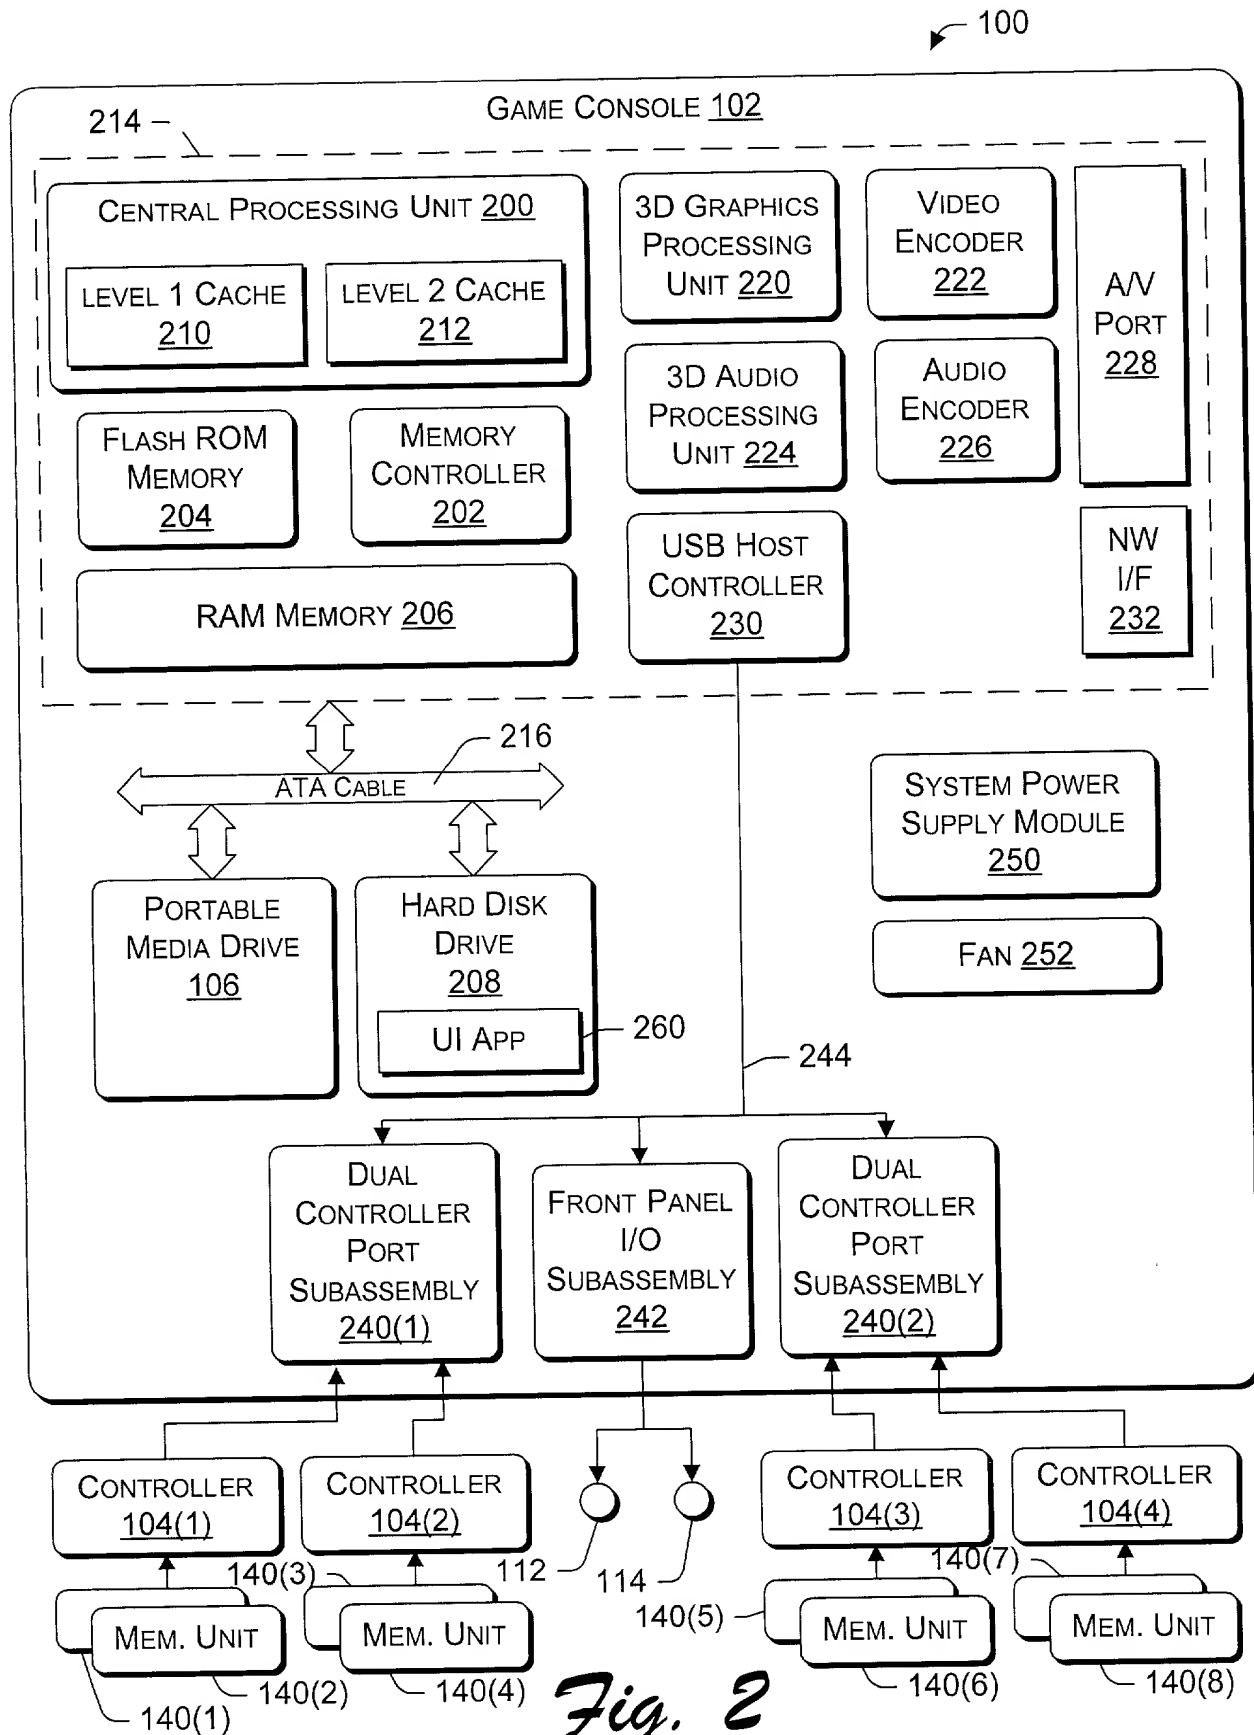 100
GAME CONSOLE 102
214
CENTRAL PROCESSING UNIT 200
LEVEL 1 CACHE
210
LEVEL 2 CACHE
212
3D GRAPHICS
PROCESSING
UNIT 220
VIDEO
ENCODER
222
A/V
PORT
228
3D AUDIO
PROCESSING
UNIT 224
AUDIO
ENCODER
226
FLASH ROM
MEMORY
204
MEMORY
CONTROLLER
202
USB HOST
CONTROLLER
230
NW
I/F
232
RAM MEMORY 206
216
ATA CABLE
SYSTEM POWER
SUPPLY MODULE
250
PORTABLE
MEDIA DRIVE
106
HARD DISK
DRIVE
208
UI APP
260
FAN 252
244
DUAL
CONTROLLER
PORT
SUBASSEMBLY
240(1)
FRONT PANEL
I/O
SUBASSEMBLY
242
DUAL
CONTROLLER
PORT
SUBASSEMBLY
240(2)
CONTROLLER
104(1)
CONTROLLER
104(2)
CONTROLLER
104(3)
CONTROLLER
104(4)
112
114
140(3)
140(7)
140(5)
MEM. UNIT
MEM. UNIT
MEM. UNIT
MEM. UNIT
140(1)
140(2)
140(4)
140(6)
140(8)
Fig. 2